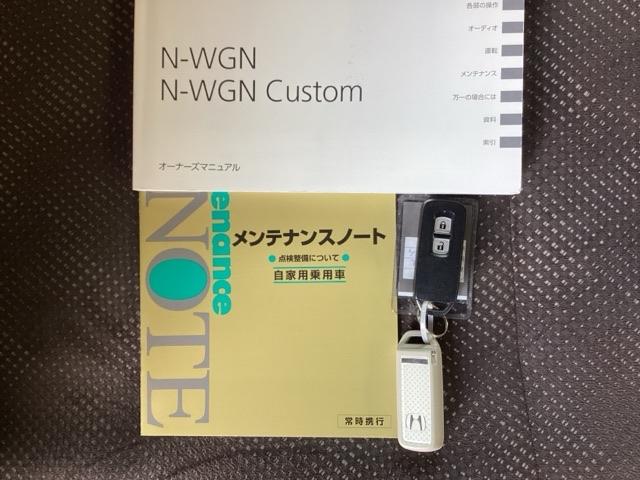 各部の操作
オーディオ
運転
メンテナンス
万一の場合には
資料
索引
N-WGN
N-WGN Custom
オーナーズマニュアル
enance
NOTE
メンテナンスノート
点検整備について
自家用乗用車
常時携行